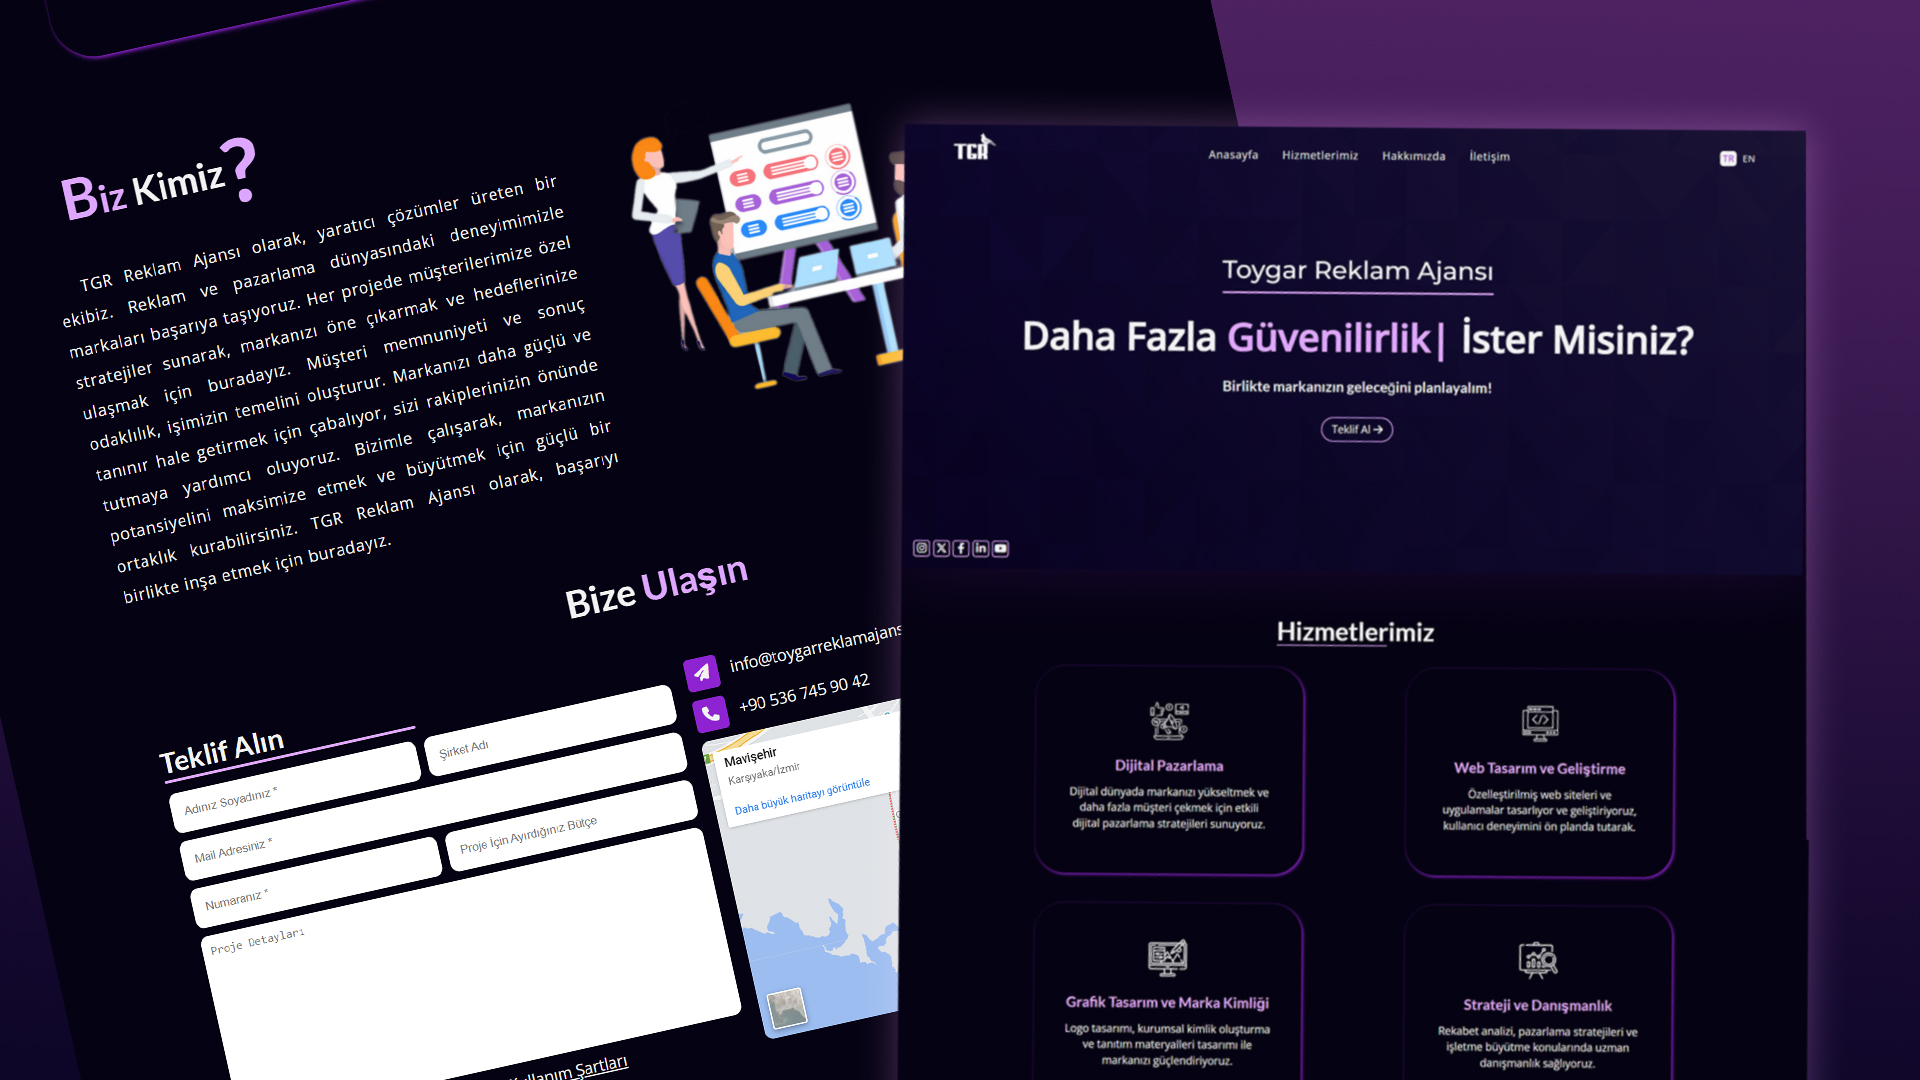 Biz Kimiz?
TGR Reklam Ajansı olarak, yaratıcı çözümler üreten bir
ekibiz. Reklam ve pazarlama dünyasındaki deneyimimizle
markaları başarıya taşıyoruz. Her projede müşterilerimize özel
stratejiler sunarak, markanızı öne çıkarmak ve hedeflerinize
ulaşmak için buradayız. Müşteri memnuniyeti ve sonuç
odaklılık, işimizin temelini oluşturur. Markanızı daha güçlü ve
tanınır hale getirmek için çabalıyor, sizi rakiplerinizin önünde
tutmaya yardımcı oluyoruz. Bizimle çalışarak, markanızın
potansiyelini maksimize etmek ve büyütmek için güçlü bir
ortaklık kurabilirsiniz. TGR Reklam Ajansı olarak, başarıyı
birlikte inşa etmek için buradayız.
Bize Ulaşın
info@toygarreklamajans
+90 536 745 90 42
Teklif Alın
Adınız Soyadınız *
Şirket Adı
Mail Adresiniz *
Numaranız *
Proje İçin Ayırdığınız Bütçe
Proje Detayları
Mavişehir
Karşıyaka/İzmir
Daha büyük haritayı görüntüle
Kullanım Şartları
TGR
Anasayfa
Hizmetlerimiz
Hakkımızda
İletişim
TR EN
Toygar Reklam Ajansı
Daha Fazla Güvenilirlik| İster Misiniz?
Birlikte markanızın geleceğini planlayalım!
Teklif Al →
Hizmetlerimiz
Dijital Pazarlama
Dijital dünyada markanızı yükseltmek ve
daha fazla müşteri çekmek için etkili
dijital pazarlama stratejileri sunuyoruz.
Web Tasarım ve Geliştirme
Özelleştirilmiş web siteleri ve
uygulamalar tasarlıyor ve geliştiriyoruz,
kullanıcı deneyimini ön planda tutarak.
Grafik Tasarım ve Marka Kimliği
Logo tasarımı, kurumsal kimlik oluşturma
ve tanıtım materyalleri tasarımı ile
markanızı güçlendiriyoruz.
Strateji ve Danışmanlık
Rekabet analizi, pazarlama stratejileri ve
işletme büyütme konularında uzman
danışmanlık sağlıyoruz.